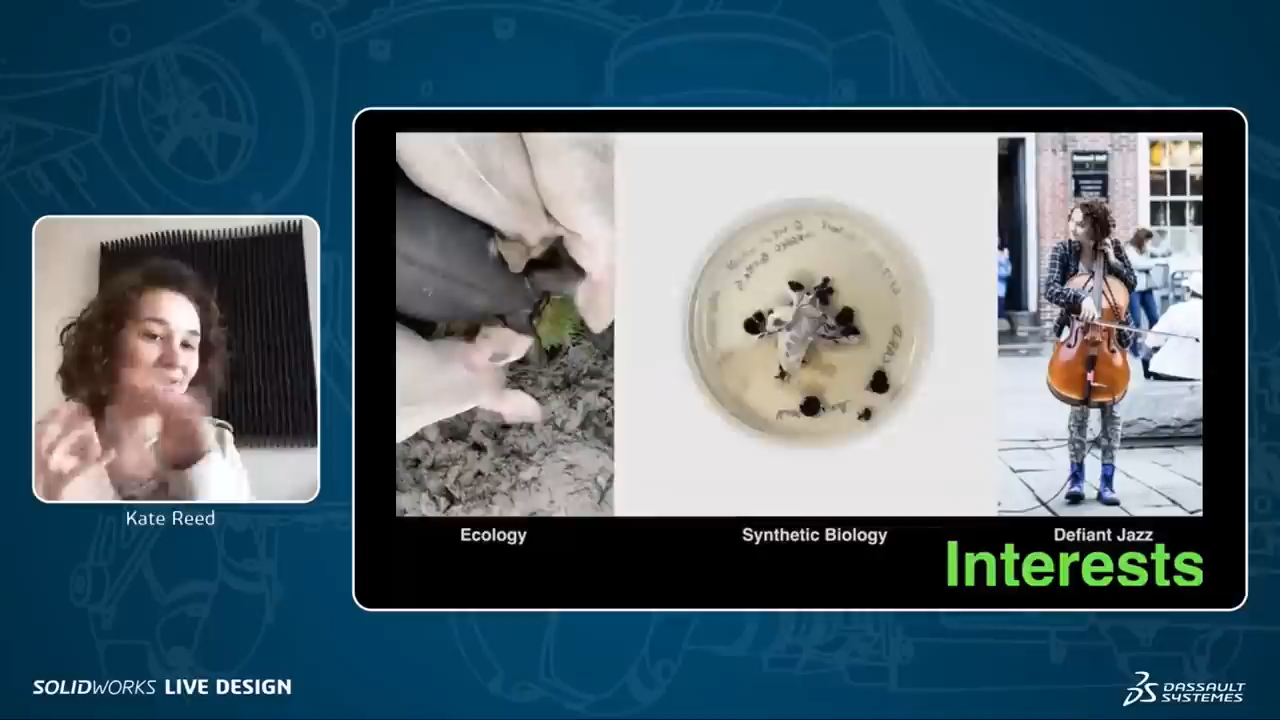 Kate Reed
Ecology
Synthetic Biology
Defiant Jazz
Interests
SOLIDWORKS LIVE DESIGN
DASSAULT
SYSTEMES